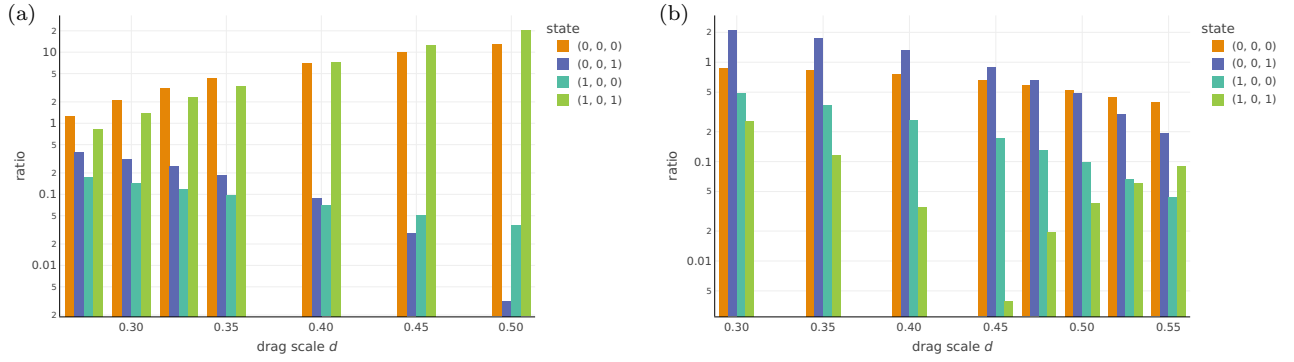 (a)
ratio
2
10
5
2
1
5
2
0.1
5
2
0.01
5
2
0.30
0.35
0.40
0.45
0.50
drag scale d
state
(0, 0, 0)
(0, 0, 1)
(1, 0, 0)
(1, 0, 1)
(b)
ratio
2
1
5
2
0.1
5
2
0.01
5
0.30
0.35
0.40
0.45
0.50
0.55
drag scale d
state
(0, 0, 0)
(0, 0, 1)
(1, 0, 0)
(1, 0, 1)